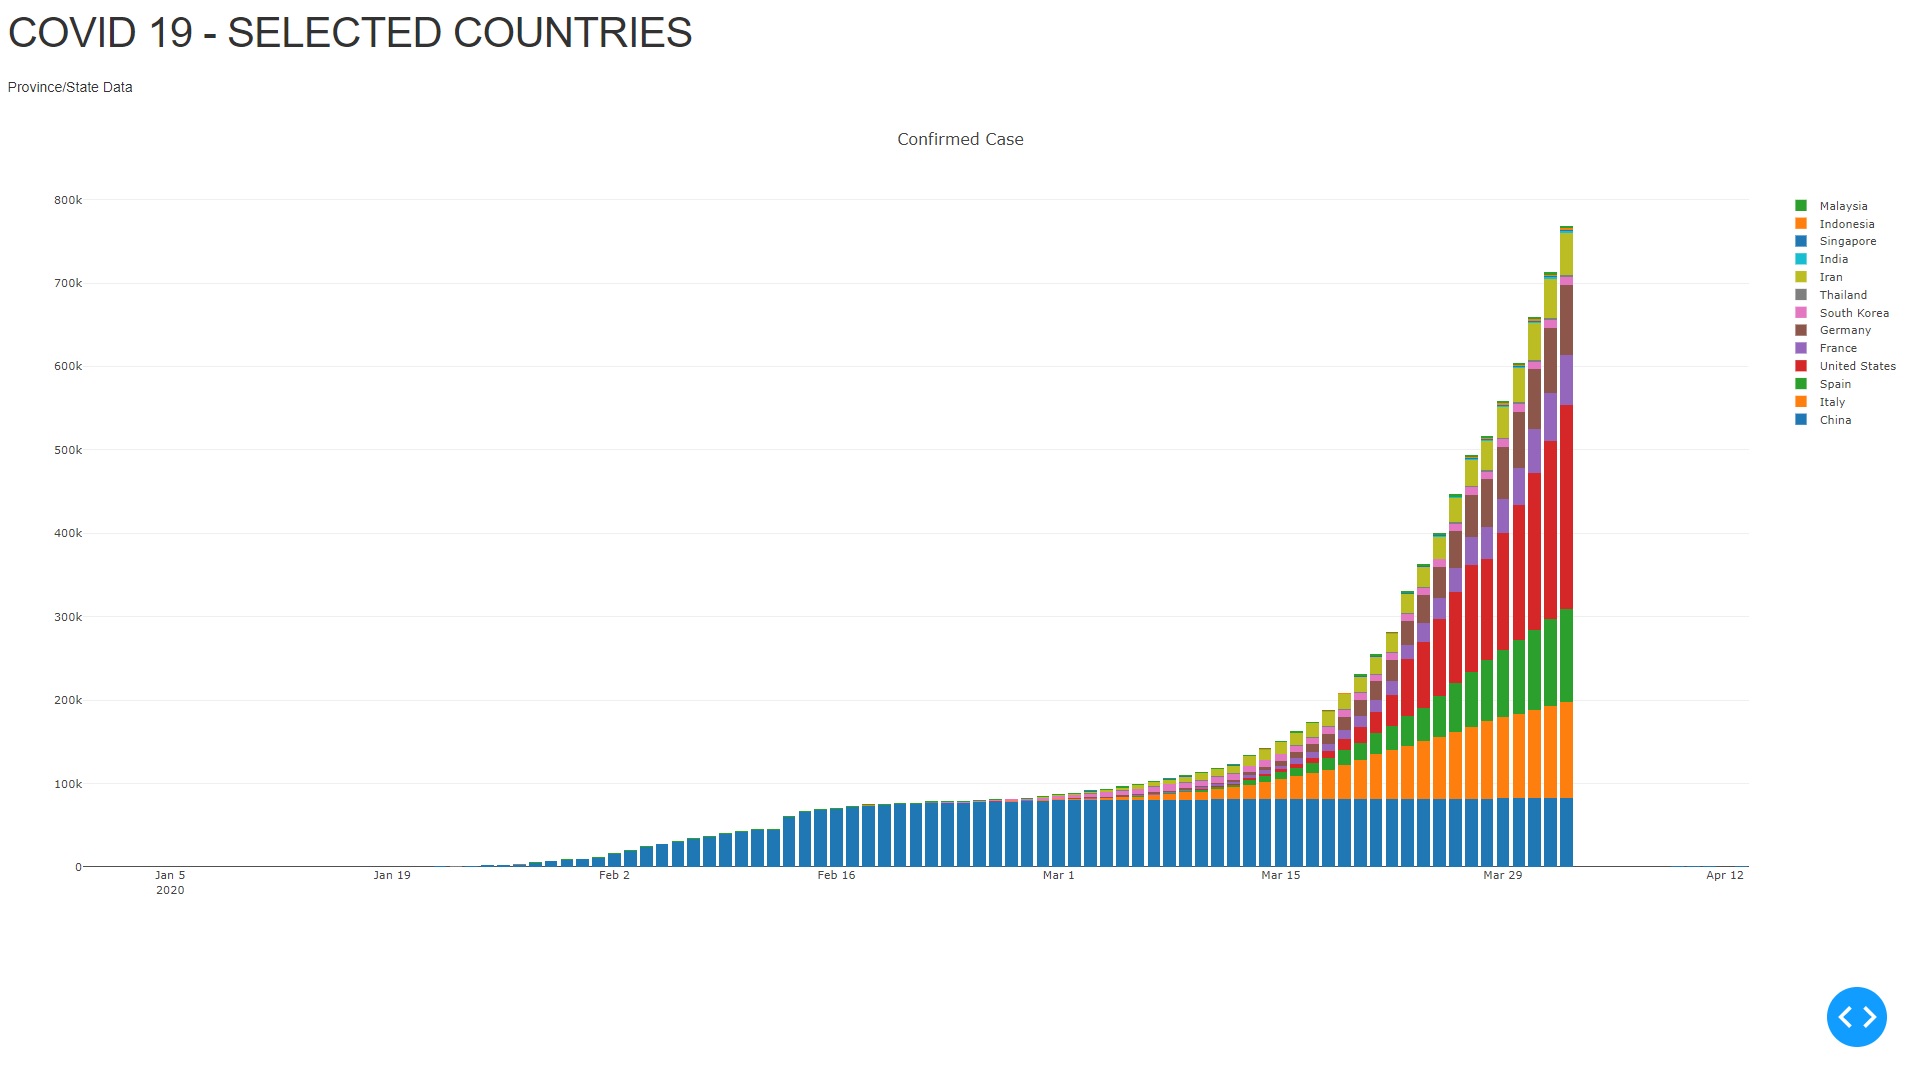 COVID 19 - SELECTED COUNTRIES
Province/State Data
Confirmed Case
800k
700k
600k
500k
400k
300k
200k
100k
0
Jan 5
2020
Jan 19
Feb 2
Feb 16
Mar 1
Mar 15
Mar 29
Apr 12
Malaysia
Indonesia
Singapore
India
Iran
Thailand
South Korea
Germany
France
United States
Spain
Italy
China